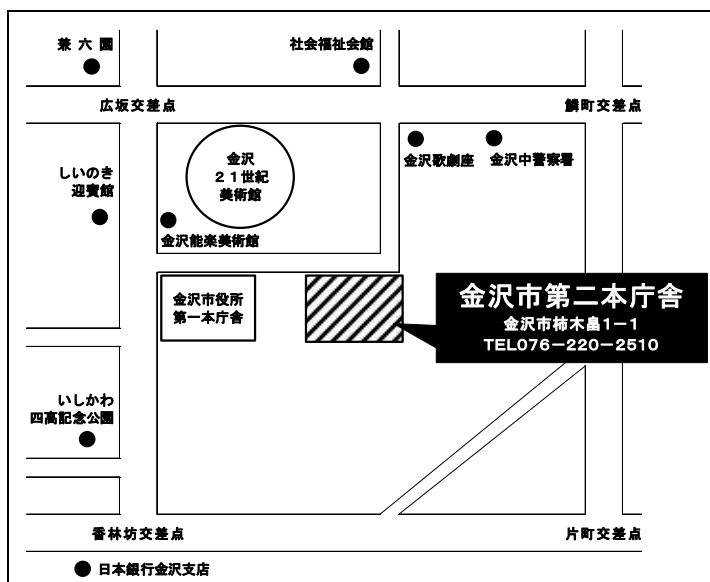 兼六園
社会福祉会館
広坂交差点
鱗町交差点
しいのき
迎賓館
金沢
21世紀
美術館
金沢歌劇座
金沢中警察署
金沢能楽美術館
金沢市役所
第一本庁舎
金沢市第二本庁舎
金沢市柿木畠1−1
TEL076−220−2510
いしかわ
四高記念公園
香林坊交差点
片町交差点
日本銀行金沢支店